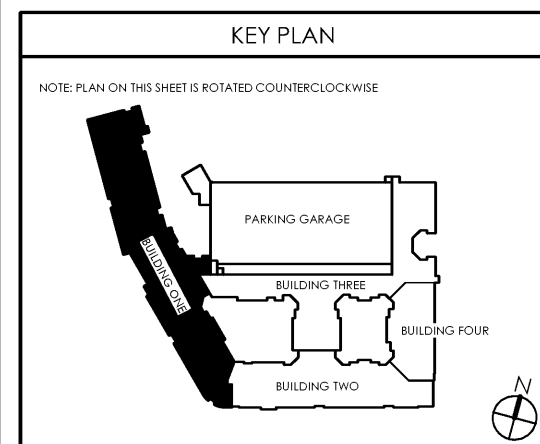 KEY PLAN
NOTE: PLAN ON THIS SHEET IS ROTATED COUNTERCLOCKWISE
PARKING GARAGE
BUILDING ONE
BUILDING THREE
BUILDING FOUR
BUILDING TWO
N